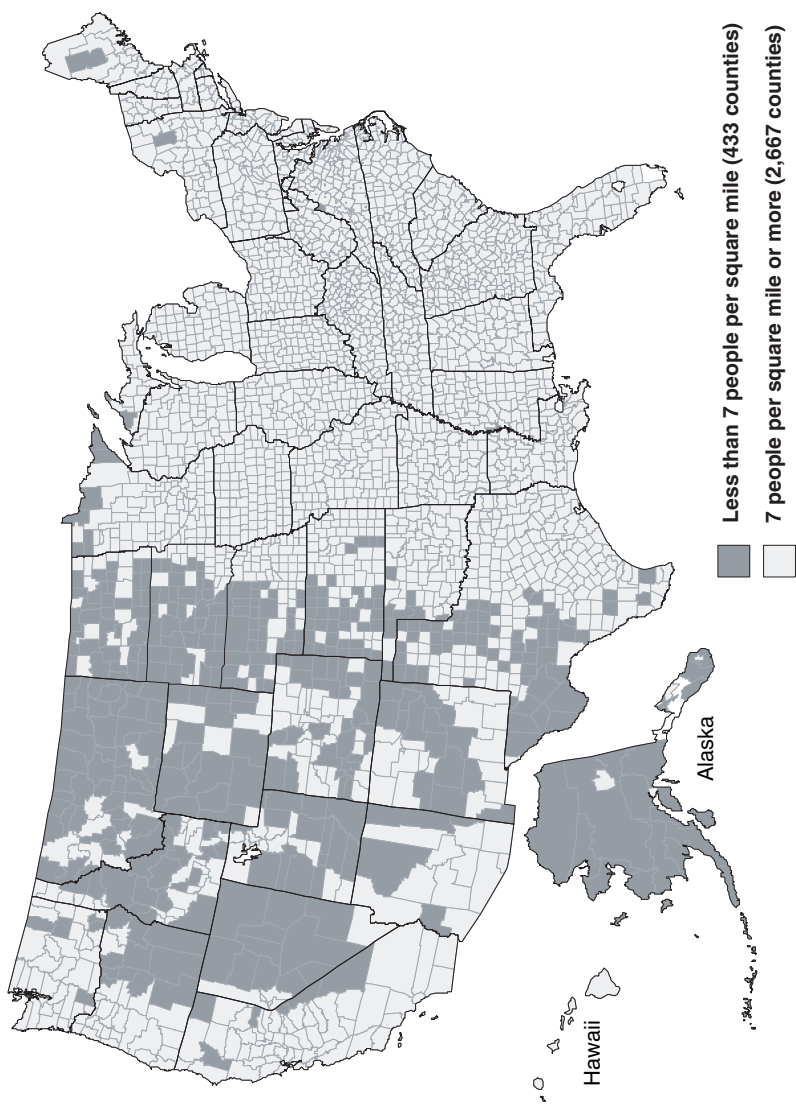 Less than 7 people per square mile (433 counties)
7 people per square mile or more (2,667 counties)
Alaska
Hawaii